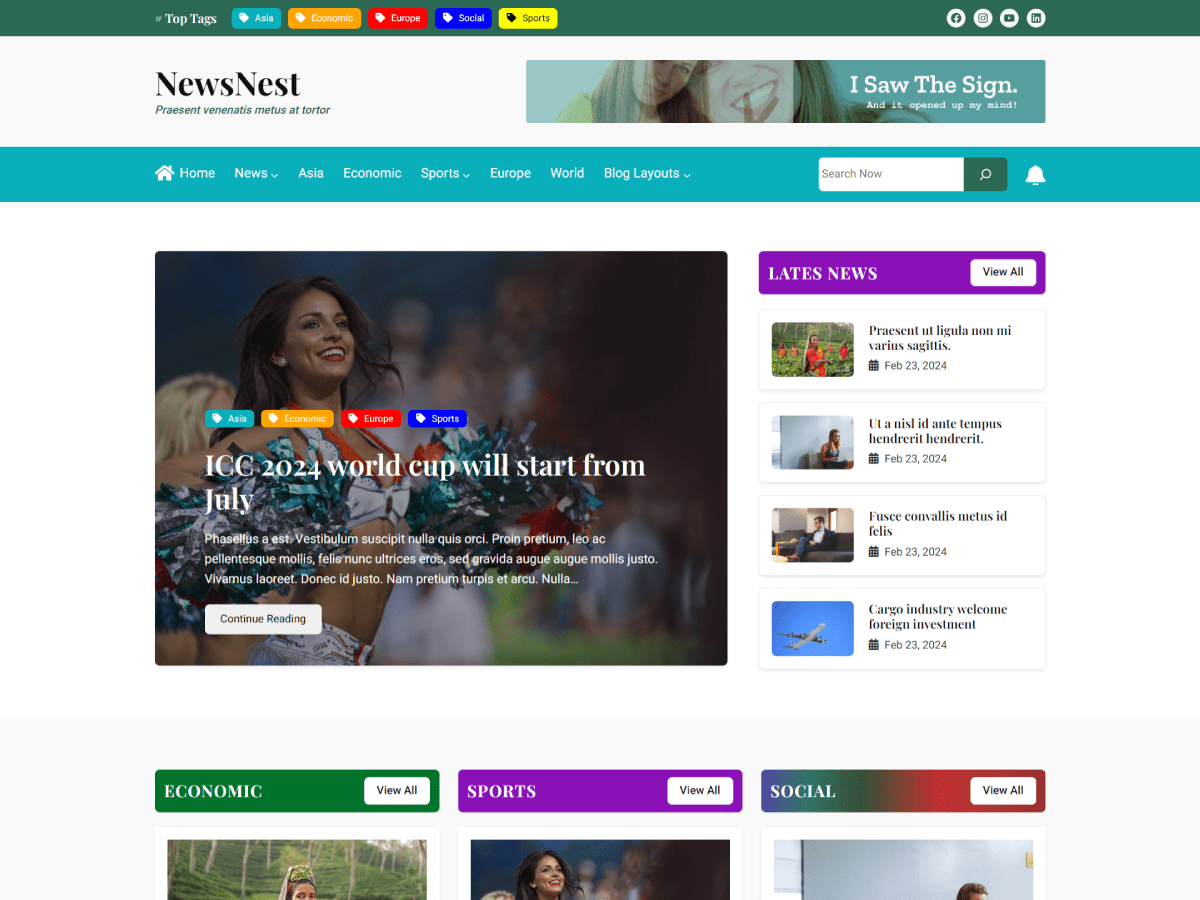 # Top Tags
Asia
Economic
Europe
Social
Sports
NewsNest
Praesent venenatis metus at tortor
I Saw The Sign.
And it opened up my mind!
Home
News
Asia
Economic
Sports
Europe
World
Blog Layouts
Search Now
Asia
Economic
Europe
Sports
ICC 2024 world cup will start from
July
Phasellus a est. Vestibulum suscipit nulla quis orci. Proin pretium, leo ac
pellentesque mollis, felis nunc ultrices eros, sed gravida augue augue mollis justo.
Vivamus laoreet. Donec id justo. Nam pretium turpis et arcu. Nulla…
Continue Reading
LATES NEWS
View All
Praesent ut ligula non mi
varius sagittis.
Feb 23, 2024
Ut a nisl id ante tempus
hendrerit hendrerit.
Feb 23, 2024
Fusce convallis metus id
felis
Feb 23, 2024
Cargo industry welcome
foreign investment
Feb 23, 2024
ECONOMIC
View All
SPORTS
View All
SOCIAL
View All